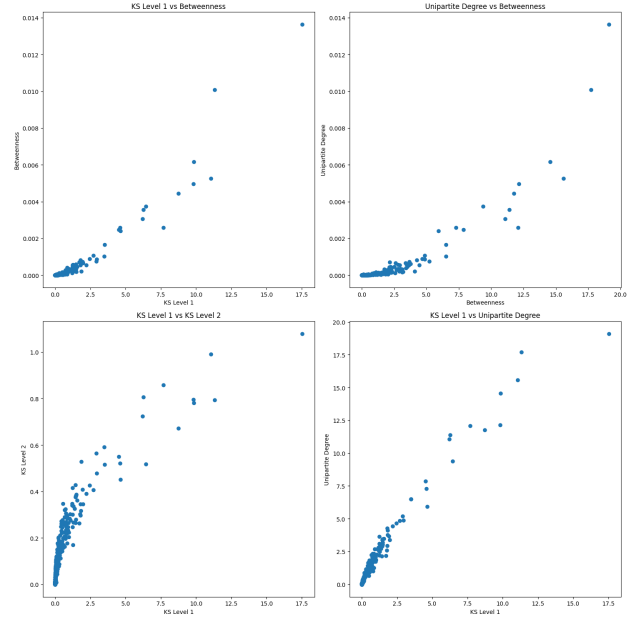 KS Level 1 vs Betweenness
0.014
0.012
0.010
0.008
0.006
0.004
0.002
0.000
Betweenness
0.0 2.5 5.0 7.5 10.0 12.5 15.0 17.5
KS Level 1
Unipartite Degree vs Betweenness
0.014
0.012
0.010
0.008
0.006
0.004
0.002
0.000
Unipartite Degree
0.0 2.5 5.0 7.5 10.0 12.5 15.0 17.5 20.0
Betweenness
KS Level 1 vs KS Level 2
1.0
0.8
0.6
0.4
0.2
0.0
KS Level 2
0.0 2.5 5.0 7.5 10.0 12.5 15.0 17.5
KS Level 1
KS Level 1 vs Unipartite Degree
20.0
17.5
15.0
12.5
10.0
7.5
5.0
2.5
0.0
Unipartite Degree
0.0 2.5 5.0 7.5 10.0 12.5 15.0 17.5
KS Level 1